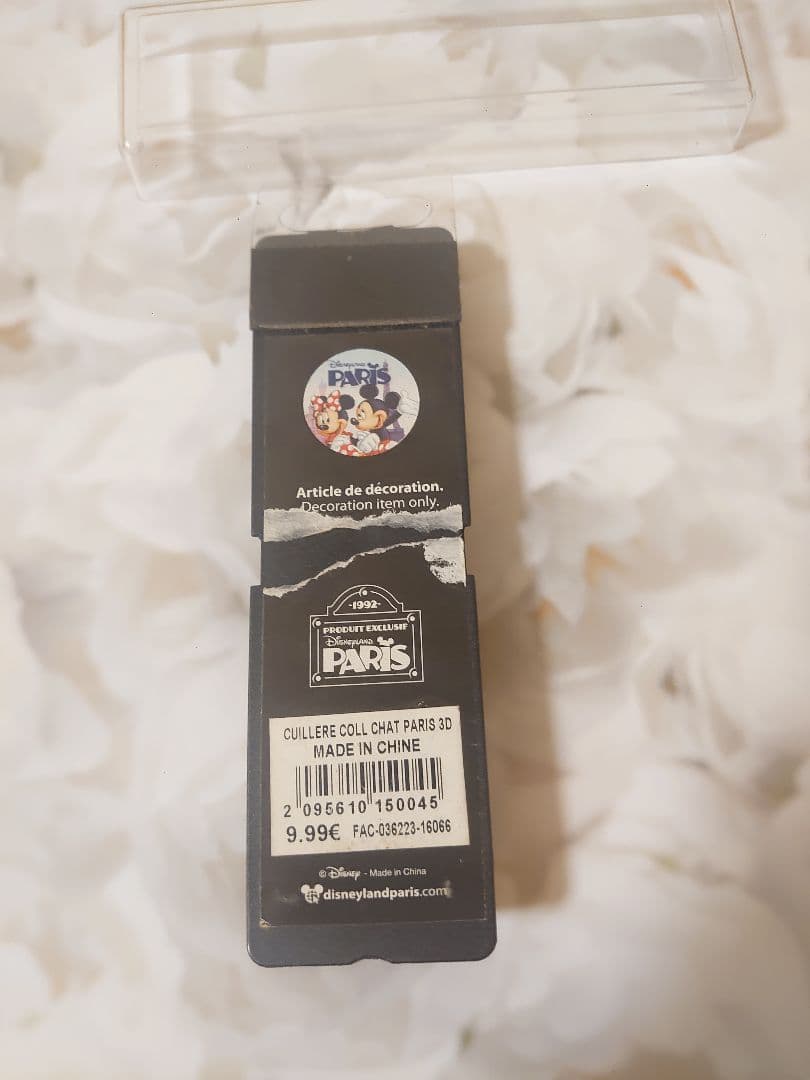 Disneyland
PARIS
Article de décoration.
Decoration item only.
-1992-
PRODUIT EXCLUSIF
Disneyland
PARIS
CUILLERE COLL CHAT PARIS 3D
MADE IN CHINE
2 095610 150045
9.99€ FAC-036223-16066
© Disney - Made in China
disneylandparis.com